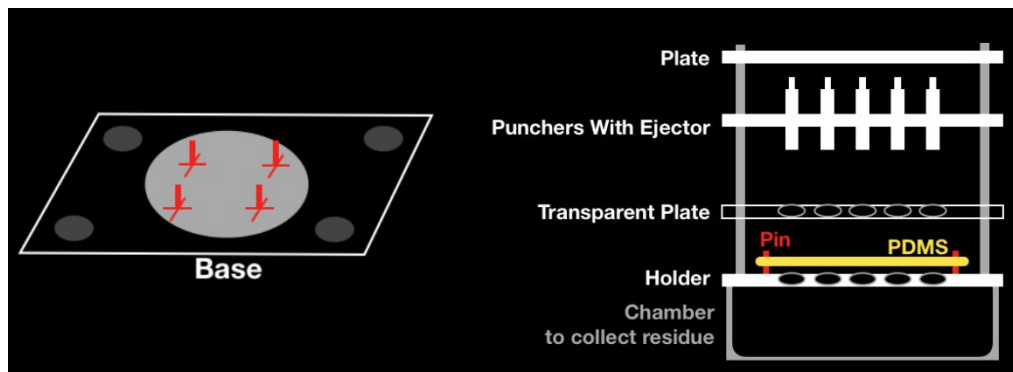 Base
Plate
Punchers With Ejector
Transparent Plate
Pin
PDMS
Holder
Chamber
to collect residue